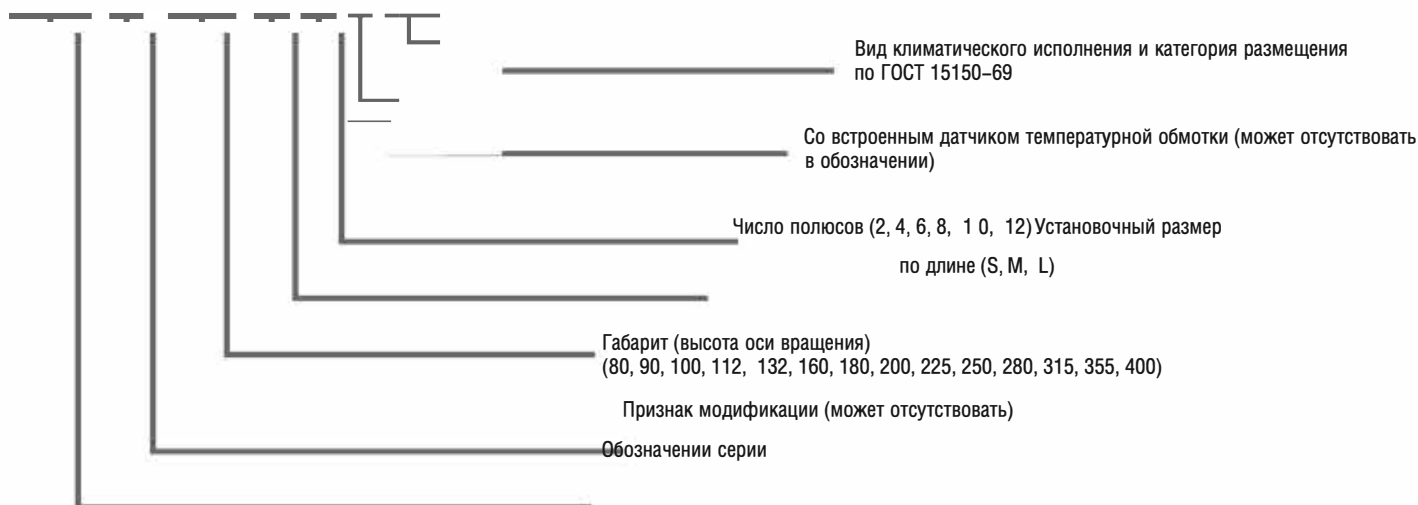 Вид климатического исполнения и категория размещения
по ГОСТ 15150–69
Со встроенным датчиком температурной обмотки (может отсутствовать
в обозначении)
Число полюсов (2, 4, 6, 8, 1 0, 12) Установочный размер
по длине (S, M, L)
Габарит (высота оси вращения)
(80, 90, 100, 112, 132, 160, 180, 200, 225, 250, 280, 315, 355, 400)
Признак модификации (может отсутствовать)
Обозначении серии